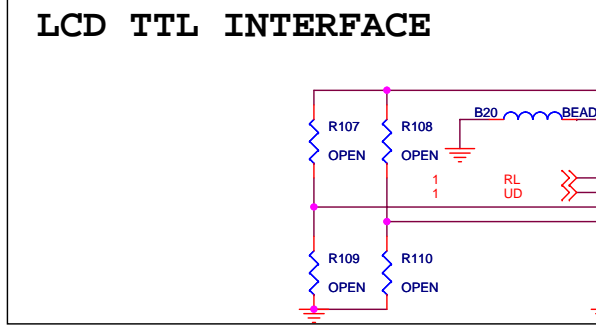 LCD TTL INTERFACE
B20 BEAD
R107 R108
OPEN OPEN
1 RL
1 UD
R109 R110
OPEN OPEN